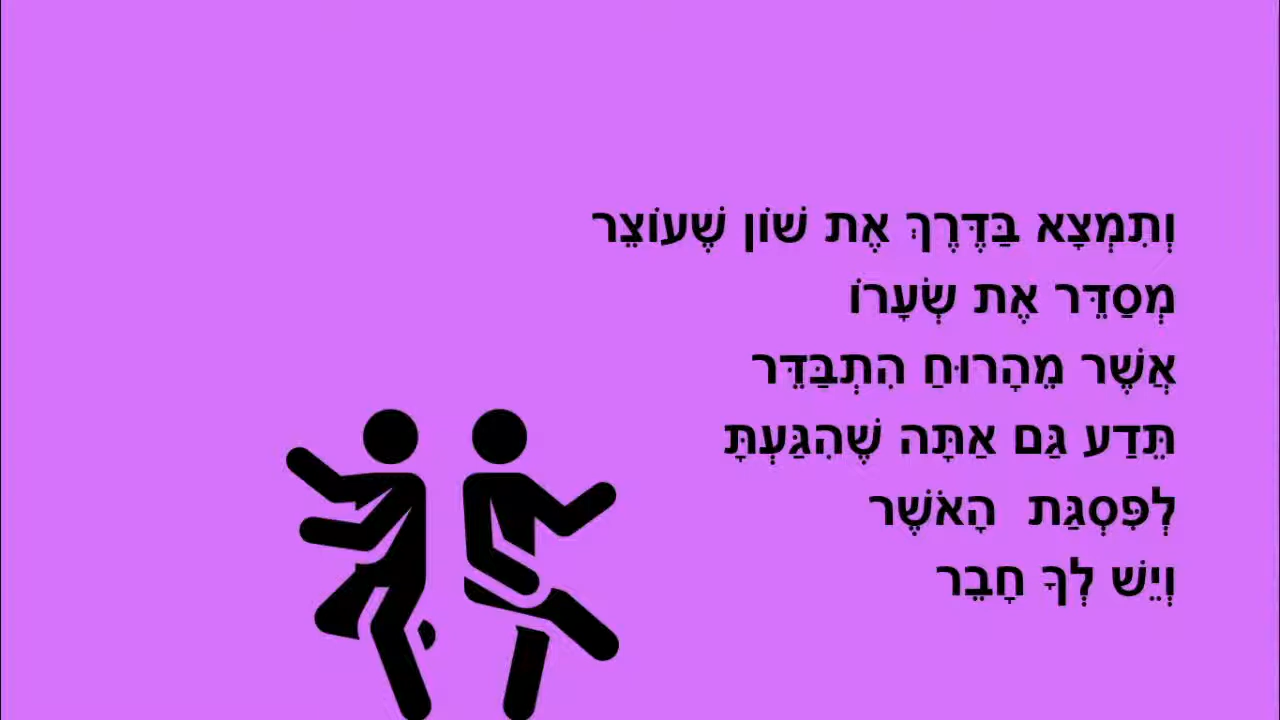 וְתִמְצָא בַּדֶּרֶךְ אֶת שׁוֹן שֶׁעוֹצֵר
מְסַדֵּר אֶת שְׂעָרוֹ
אֲשֶׁר מֵהָרוּחַ הִתְבַּדֵּר
תֵּדַע גַּם אַתָּה שֶׁהִגַּעְתָּ
לְפִּסְגַּת  הָאֹשֶׁר
וְיֵשׁ לְךָ חָבֵר